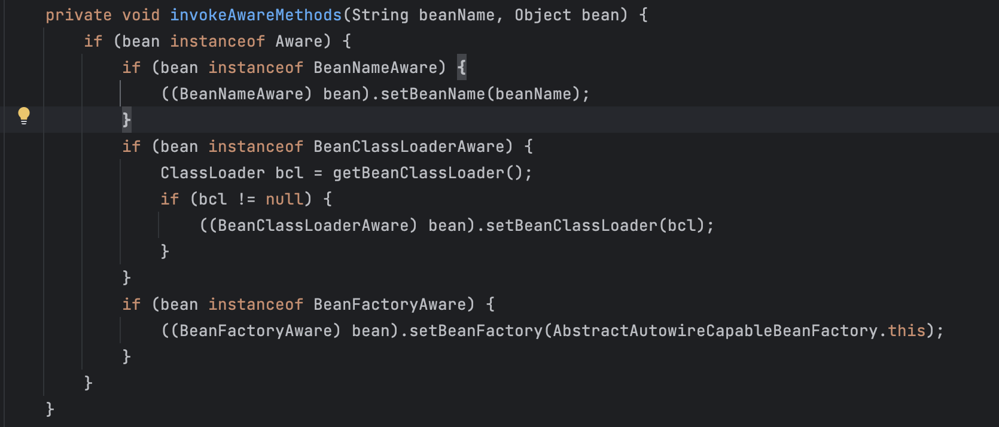 private void invokeAwareMethods(String beanName, Object bean) {
    if (bean instanceof Aware) {
        if (bean instanceof BeanNameAware) {
            ((BeanNameAware) bean).setBeanName(beanName);
        }
        if (bean instanceof BeanClassLoaderAware) {
            ClassLoader bcl = getBeanClassLoader();
            if (bcl != null) {
                ((BeanClassLoaderAware) bean).setBeanClassLoader(bcl);
            }
        }
        if (bean instanceof BeanFactoryAware) {
            ((BeanFactoryAware) bean).setBeanFactory(AbstractAutowireCapableBeanFactory.this);
        }
    }
}